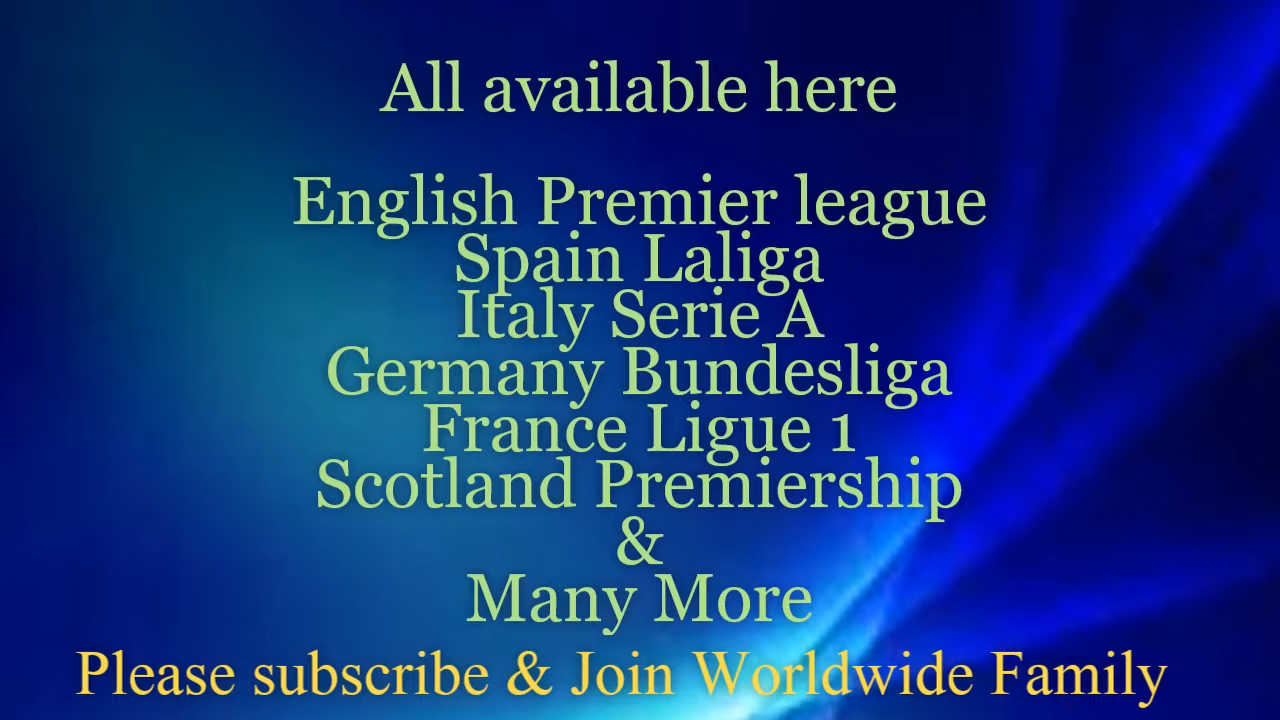 All available here
English Premier league
Spain Laliga
Italy Serie A
Germany Bundesliga
France Ligue 1
Scotland Premiership
&
Many More
Please subscribe & Join Worldwide Family